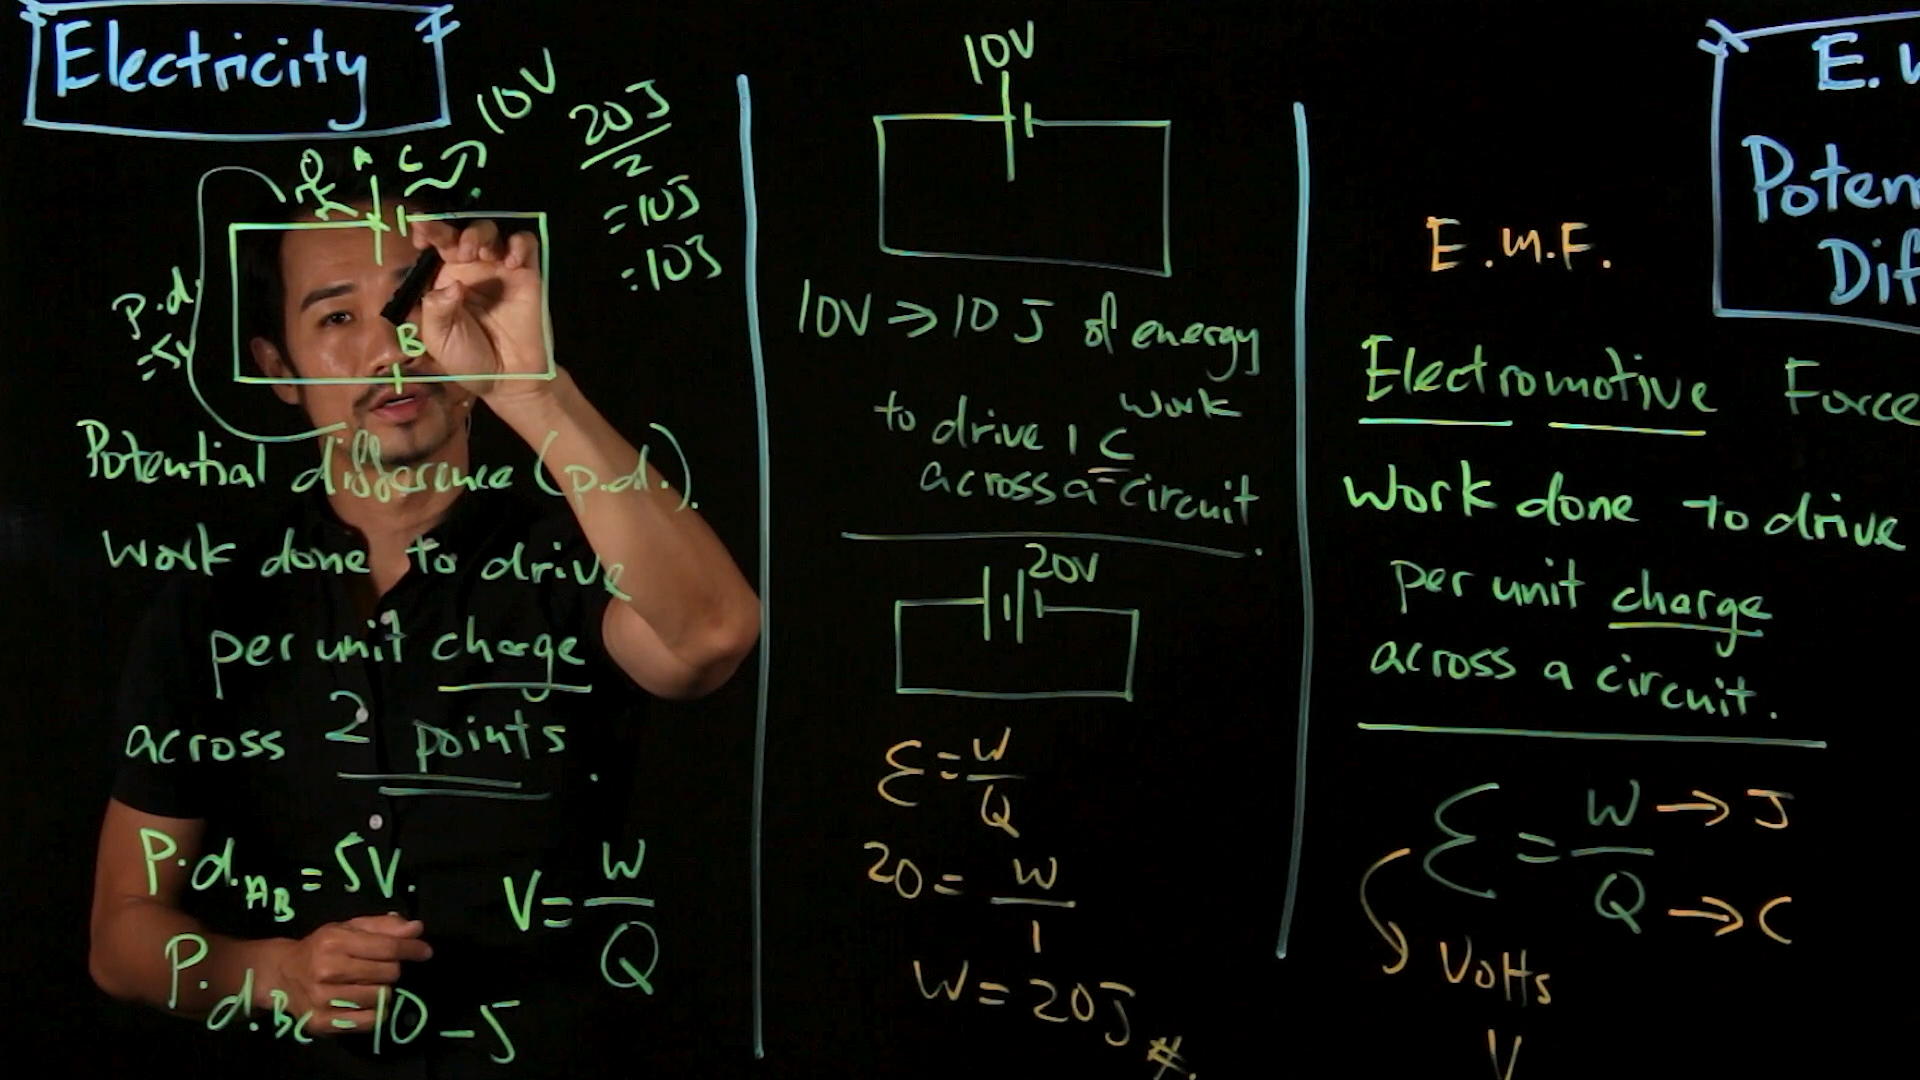 Electricity
10V
A C
20J
2
=10J
=10J
p.d.
=5V
B
Potential difference (p.d.).
Work done to drive
per unit charge
across 2 points.
P.d.AB = 5V.
V = W
Q
P.d.BC = 10 - 5
10V
10V → 10 J of energy
work
to drive 1 C
across a circuit
20V
Ɛ = W
Q
20 = W
1
W = 20J #.
E.M.F.
Electromotive Force
Work done to drive
per unit charge
across a circuit.
Ɛ = W → J
Q → C
Volts
V
E.
Poten
Dif